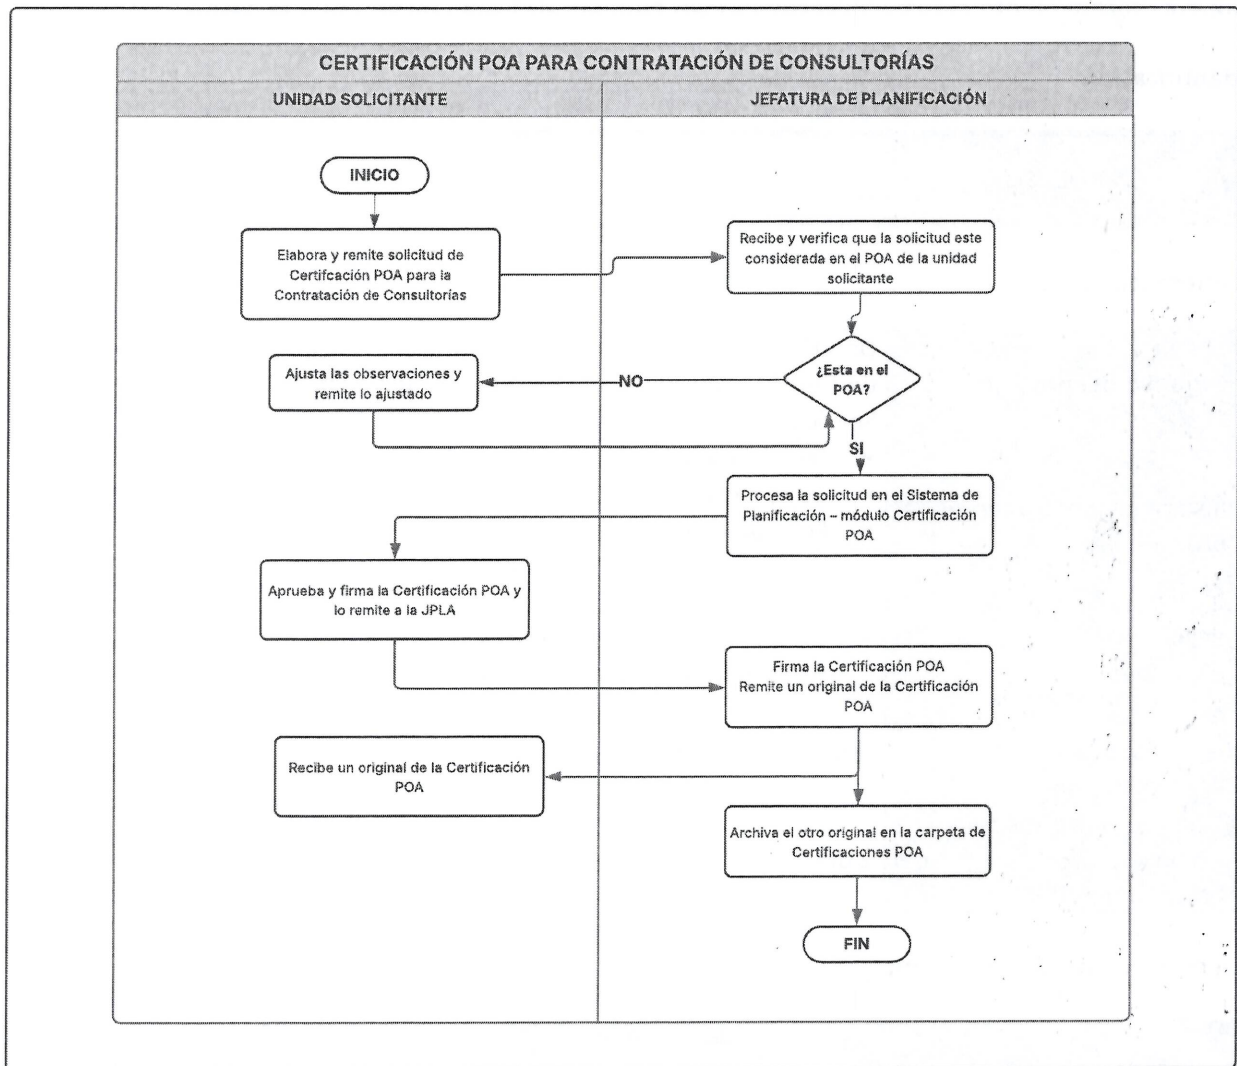 CERTIFICACIÓN POA PARA CONTRATACIÓN DE CONSULTORÍAS
UNIDAD SOLICITANTE
JEFATURA DE PLANIFICACIÓN
INICIO
Elabora y remite solicitud de
Certifcación POA para la
Contratación de Consultorías
Recibe y verifica que la solicitud este
considerada en el POA de la unidad
solicitante
¿Esta en el
POA?
NO
Ajusta las observaciones y
remite lo ajustado
SI
Procesa la solicitud en el Sistema de
Planificación – módulo Certificación
POA
Aprueba y firma la Certificación POA y
lo remite a la JPLA
Firma la Certificación POA
Remite un original de la Certificación
POA
Recibe un original de la Certificación
POA
Archiva el otro original en la carpeta de
Certificaciones POA
FIN